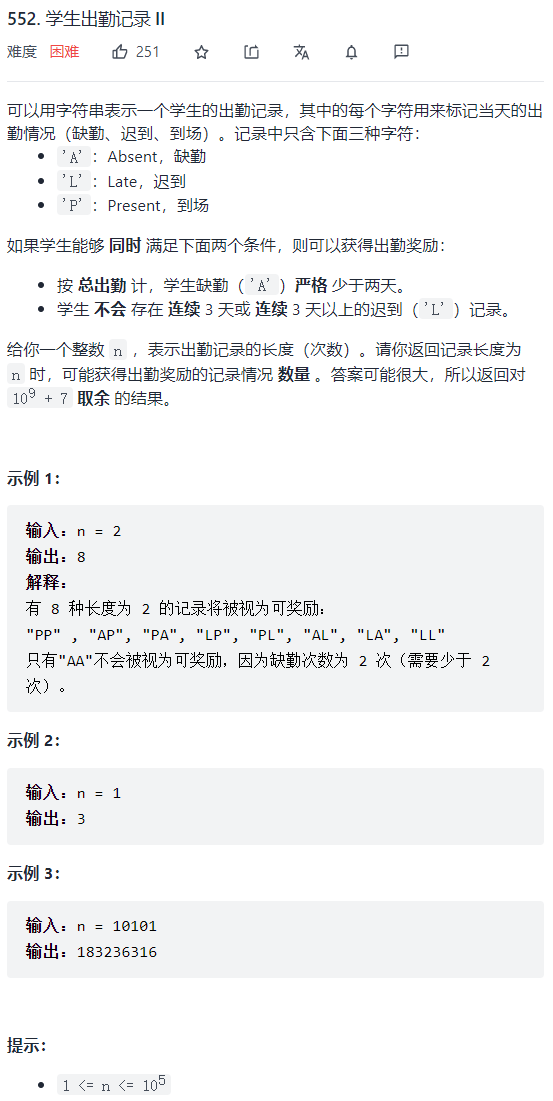 552. 学生出勤记录 II
难度 困难 251
可以用字符串表示一个学生的出勤记录，其中的每个字符用来标记当天的出
勤情况（缺勤、迟到、到场）。记录中只含下面三种字符：
• 'A'：Absent，缺勤
• 'L'：Late，迟到
• 'P'：Present，到场
如果学生能够 同时 满足下面两个条件，则可以获得出勤奖励：
• 按 总出勤 计，学生缺勤（'A'）严格 少于两天。
• 学生 不会 存在 连续 3 天或 连续 3 天以上的迟到（'L'）记录。
给你一个整数 n ，表示出勤记录的长度（次数）。请你返回记录长度为
n 时，可能获得出勤奖励的记录情况 数量 。答案可能很大，所以返回对
10⁹ + 7 取余 的结果。
示例 1：
输入：n = 2
输出：8
解释：
有 8 种长度为 2 的记录将被视为可奖励：
"PP" , "AP", "PA", "LP", "PL", "AL", "LA", "LL"
只有"AA"不会被视为可奖励，因为缺勤次数为 2 次（需要少于 2
次）。
示例 2：
输入：n = 1
输出：3
示例 3：
输入：n = 10101
输出：183236316
提示：
• 1 <= n <= 10⁵